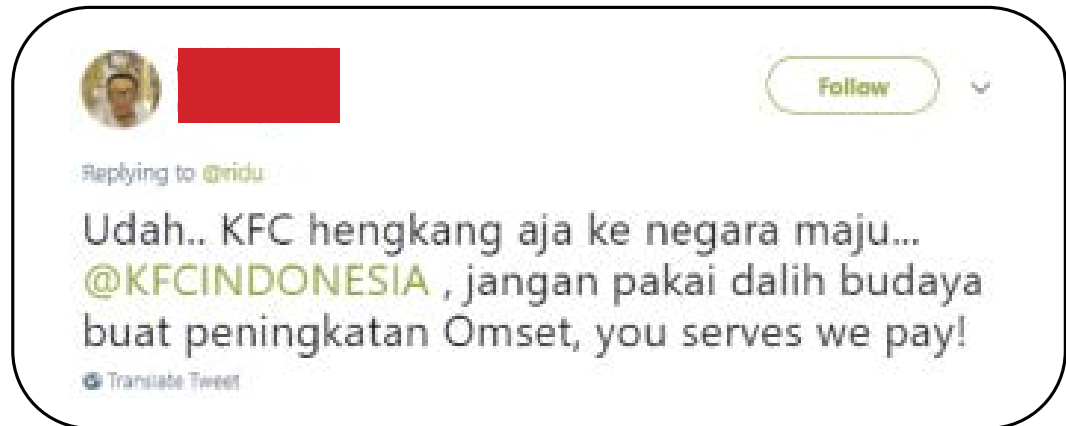 Follow
Replying to @ridu
Udah.. KFC hengkang aja ke negara maju...
@KFCINDONESIA , jangan pakai dalih budaya
buat peningkatan Omset, you serves we pay!
Translate Tweet